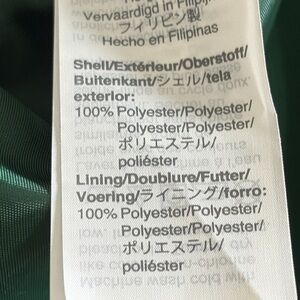 Vervaardigd in Filipij
フィリピン製
Hecho en Filipinas
Shell/Extérieur/Oberstoff/
Buitenkant/シェル/tela
exterior:
100% Polyester/Polyester/
Polyester/Polyester/
ポリエステル/
poliéster
Lining/Doublure/Futter/
Voering/ライニング/forro:
100% Polyester/Polyester/
Polyester/Polyester/
ポリエステル/
poliéster